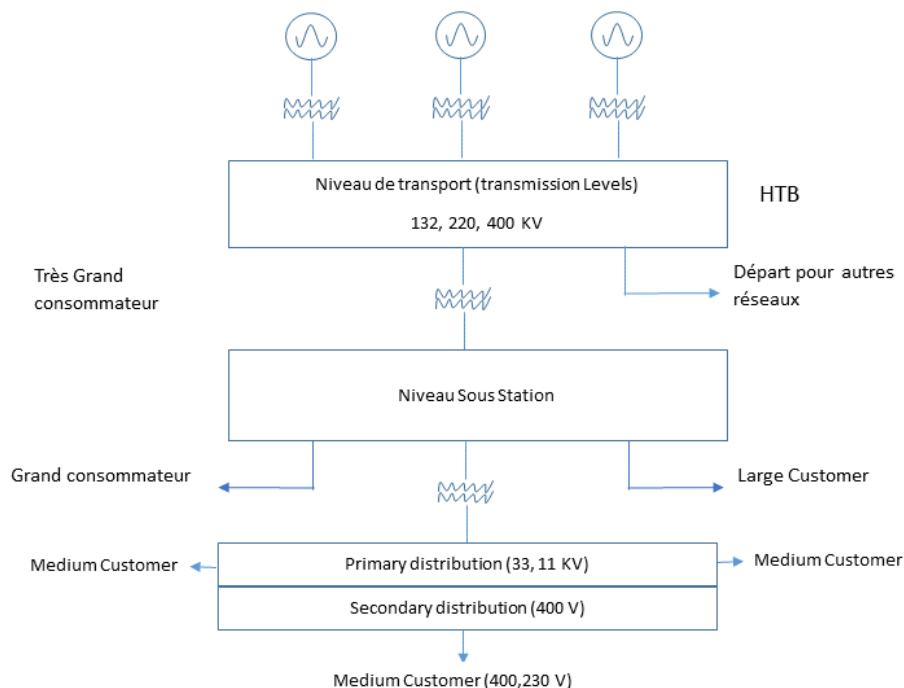 Niveau de transport (transmission Levels)
132, 220, 400 KV
HTB
Très Grand
consommateur
Départ pour autres
réseaux
Niveau Sous Station
Grand consommateur
Large Customer
Medium Customer
Primary distribution (33, 11 KV)
Medium Customer
Secondary distribution (400 V)
Medium Customer (400,230 V)